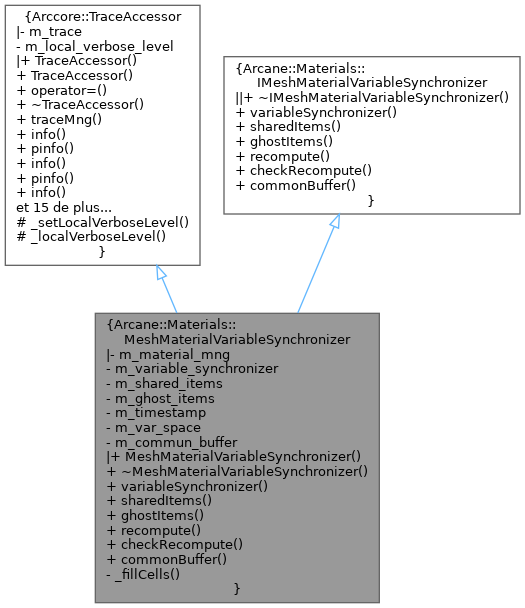 {Arccore::TraceAccessor
|- m_trace
- m_local_verbose_level
|+ TraceAccessor()
+ TraceAccessor()
+ operator=()
+ ~TraceAccessor()
+ traceMng()
+ info()
+ pinfo()
+ info()
+ pinfo()
+ info()
et 15 de plus...
# _setLocalVerboseLevel()
# _localVerboseLevel()
}
{Arcane::Materials::
IMeshMaterialVariableSynchronizer
||+ ~IMeshMaterialVariableSynchronizer()
+ variableSynchronizer()
+ sharedItems()
+ ghostItems()
+ recompute()
+ checkRecompute()
+ commonBuffer()
}
{Arcane::Materials::
MeshMaterialVariableSynchronizer
|- m_material_mng
- m_variable_synchronizer
- m_shared_items
- m_ghost_items
- m_timestamp
- m_var_space
- m_commun_buffer
|+ MeshMaterialVariableSynchronizer()
+ ~MeshMaterialVariableSynchronizer()
+ variableSynchronizer()
+ sharedItems()
+ ghostItems()
+ recompute()
+ checkRecompute()
+ commonBuffer()
- _fillCells()
}